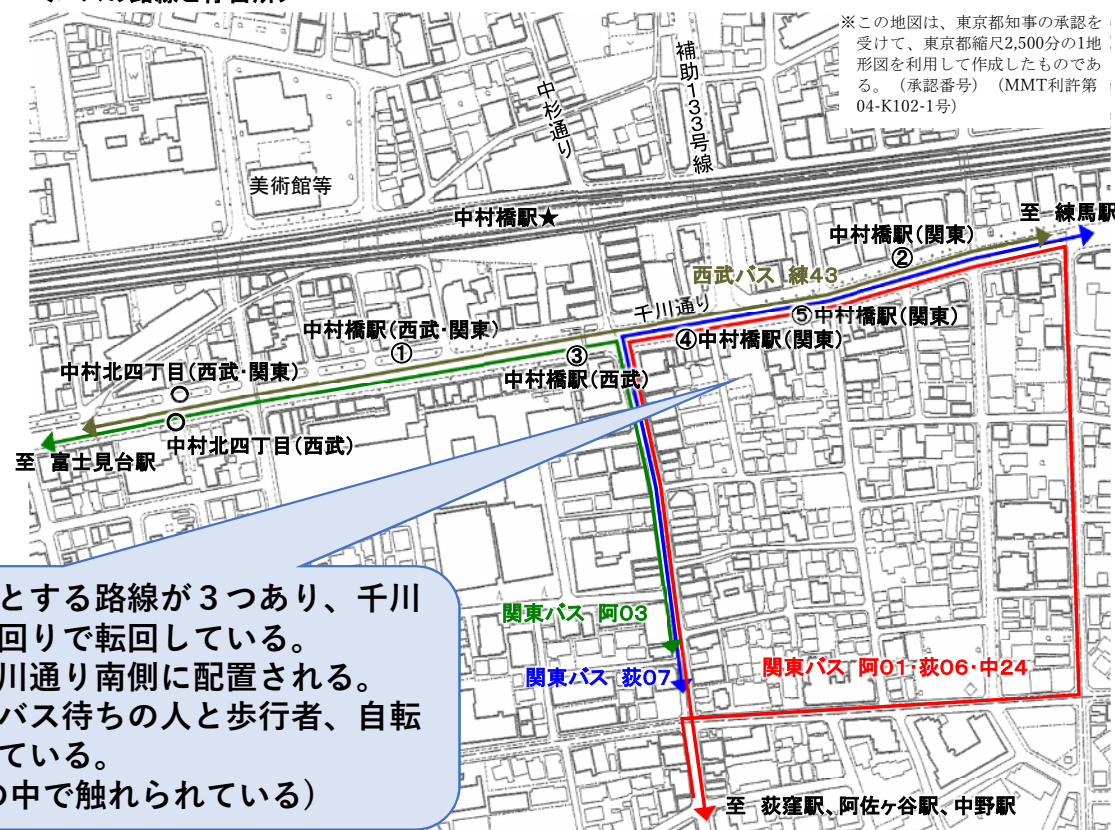 ※この地図は、東京都知事の承認を
受けて、東京都縮尺2,500分の1地
形図を利用して作成したものであ
る。（承認番号）（MMT利許第
04-K102-1号）
補助133号線
中杉通り
美術館等
中村橋駅★
至　練馬駅
中村橋駅(関東)
②
西武バス 練43
千川通り
⑤中村橋駅(関東)
④中村橋駅(関東)
中村橋駅(西武・関東)
①
③
中村橋駅(西武)
中村北四丁目(西武・関東)
中村北四丁目(西武)
至　富士見台駅
とする路線が３つあり、千川
回りで転回している。
川通り南側に配置される。
バス待ちの人と歩行者、自転
ている。
の中で触れられている）
関東バス 阿03
関東バス 荻07
関東バス 阿01・荻06・中24
至　荻窪駅、阿佐ヶ谷駅、中野駅